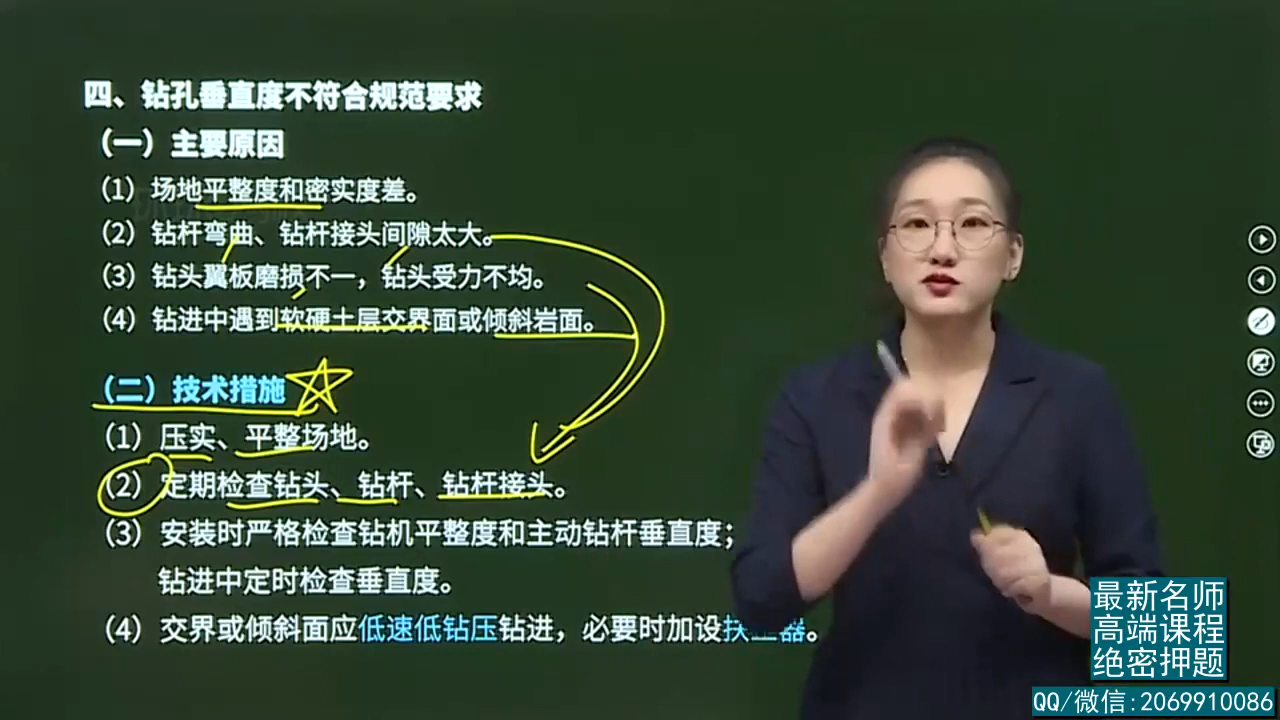 四、钻孔垂直度不符合规范要求
（一）主要原因
（1）场地平整度和密实度差。
（2）钻杆弯曲、钻杆接头间隙太大。
（3）钻头翼板磨损不一，钻头受力不均。
（4）钻进中遇到软硬土层交界面或倾斜岩面。
（二）技术措施
（1）压实、平整场地。
（2）定期检查钻头、钻杆、钻杆接头。
（3）安装时严格检查钻机平整度和主动钻杆垂直度；
钻进中定时检查垂直度。
（4）交界或倾斜面应低速低钻压钻进，必要时加设扶正器。
最新名师
高端课程
绝密押题
QQ/微信:2069910086